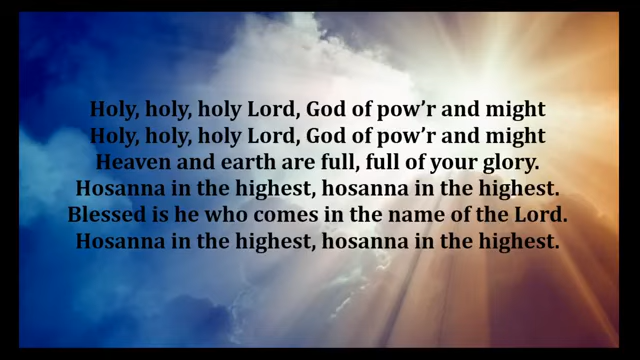 Holy, holy, holy Lord, God of pow’r and might
Holy, holy, holy Lord, God of pow’r and might
Heaven and earth are full, full of your glory.
Hosanna in the highest, hosanna in the highest.
Blessed is he who comes in the name of the Lord.
Hosanna in the highest, hosanna in the highest.